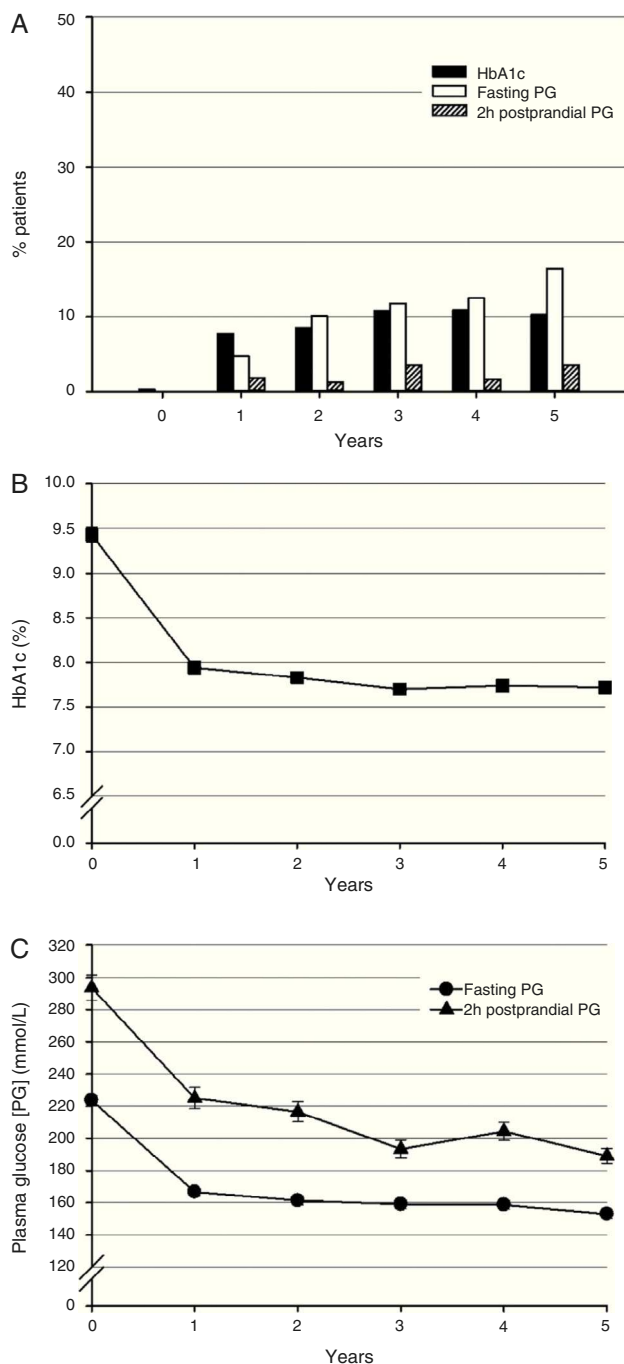 A
50
40
30
20
10
0
% patients
HbA1c
Fasting PG
2h postprandial PG
0 1 2 3 4 5
Years
B
10.0
9.5
9.0
8.5
8.0
7.5
7.0
6.5
0.0
HbA1c (%)
0 1 2 3 4 5
Years
C
320
300
280
260
240
220
200
180
160
140
120
0
Plasma glucose [PG] (mmol/L)
Fasting PG
2h postprandial PG
0 1 2 3 4 5
Years